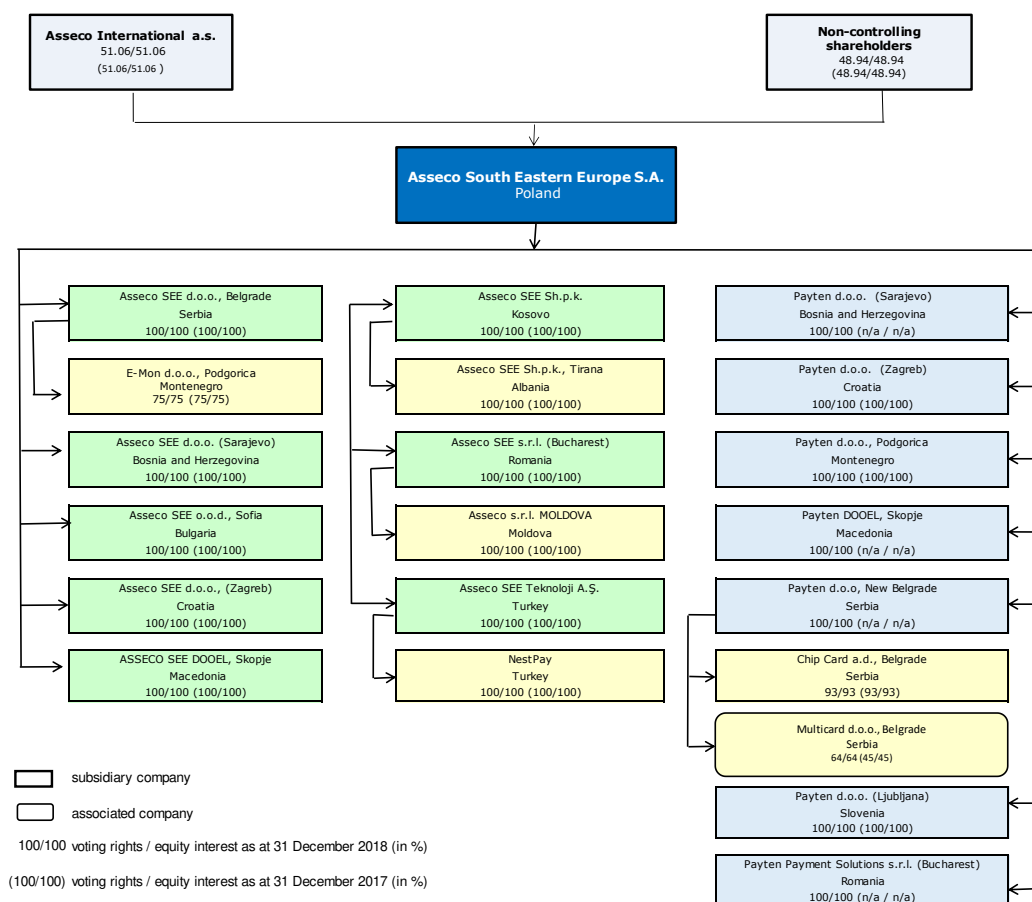 Asseco International a.s.
51.06/51.06
(51.06/51.06 )
Non-controlling
shareholders
48.94/48.94
(48.94/48.94)
Asseco South Eastern Europe S.A.
Poland
Asseco SEE d.o.o., Belgrade
Serbia
100/100 (100/100)
E-Mon d.o.o., Podgorica
Montenegro
75/75 (75/75)
Asseco SEE d.o.o. (Sarajevo)
Bosnia and Herzegovina
100/100 (100/100)
Asseco SEE o.o.d., Sofia
Bulgaria
100/100 (100/100)
Asseco SEE d.o.o., (Zagreb)
Croatia
100/100 (100/100)
ASSECO SEE DOOEL, Skopje
Macedonia
100/100 (100/100)
Asseco SEE Sh.p.k.
Kosovo
100/100 (100/100)
Asseco SEE Sh.p.k., Tirana
Albania
100/100 (100/100)
Asseco SEE s.r.l. (Bucharest)
Romania
100/100 (100/100)
Asseco s.r.l. MOLDOVA
Moldova
100/100 (100/100)
Asseco SEE Teknoloji A.Ş.
Turkey
100/100 (100/100)
NestPay
Turkey
100/100 (100/100)
Payten d.o.o. (Sarajevo)
Bosnia and Herzegovina
100/100 (n/a / n/a)
Payten d.o.o. (Zagreb)
Croatia
100/100 (100/100)
Payten d.o.o., Podgorica
Montenegro
100/100 (100/100)
Payten DOOEL, Skopje
Macedonia
100/100 (n/a / n/a)
Payten d.o.o, New Belgrade
Serbia
100/100 (n/a / n/a)
Chip Card a.d., Belgrade
Serbia
93/93 (93/93)
Multicard d.o.o., Belgrade
Serbia
64/64 (45/45)
Payten d.o.o. (Ljubljana)
Slovenia
100/100 (100/100)
Payten Payment Solutions s.r.l. (Bucharest)
Romania
100/100 (n/a / n/a)
subsidiary company
associated company
100/100 voting rights / equity interest as at 31 December 2018 (in %)
(100/100) voting rights / equity interest as at 31 December 2017 (in %)